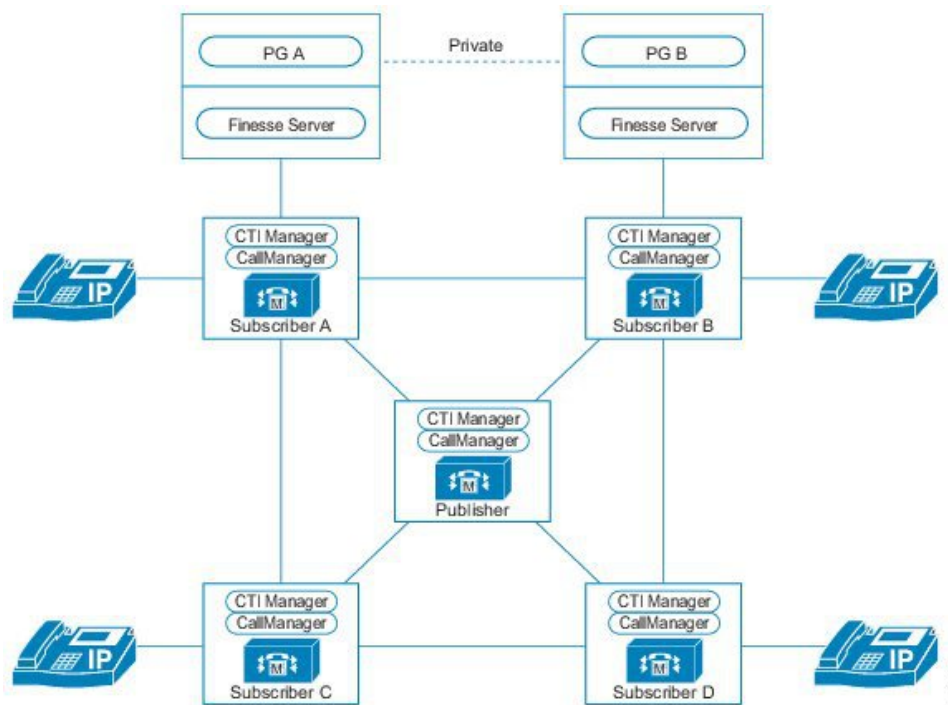 PG A
Private
PG B
Finesse Server
Finesse Server
CTI Manager
CallManager
M
Subscriber A
IP
CTI Manager
CallManager
M
Subscriber B
IP
CTI Manager
CallManager
M
Publisher
CTI Manager
CallManager
M
Subscriber C
IP
CTI Manager
CallManager
M
Subscriber D
IP